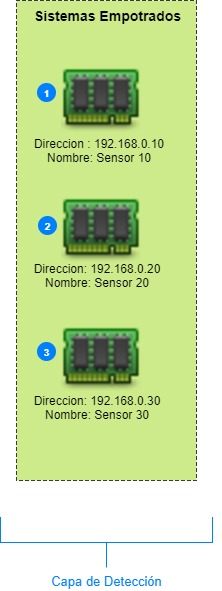 Sistemas Empotrados
1
Direccion : 192.168.0.10
Nombre: Sensor 10
2
Direccion: 192.168.0.20
Nombre: Sensor 20
3
Direccion: 192.168.0.30
Nombre: Sensor 30
Capa de Detección